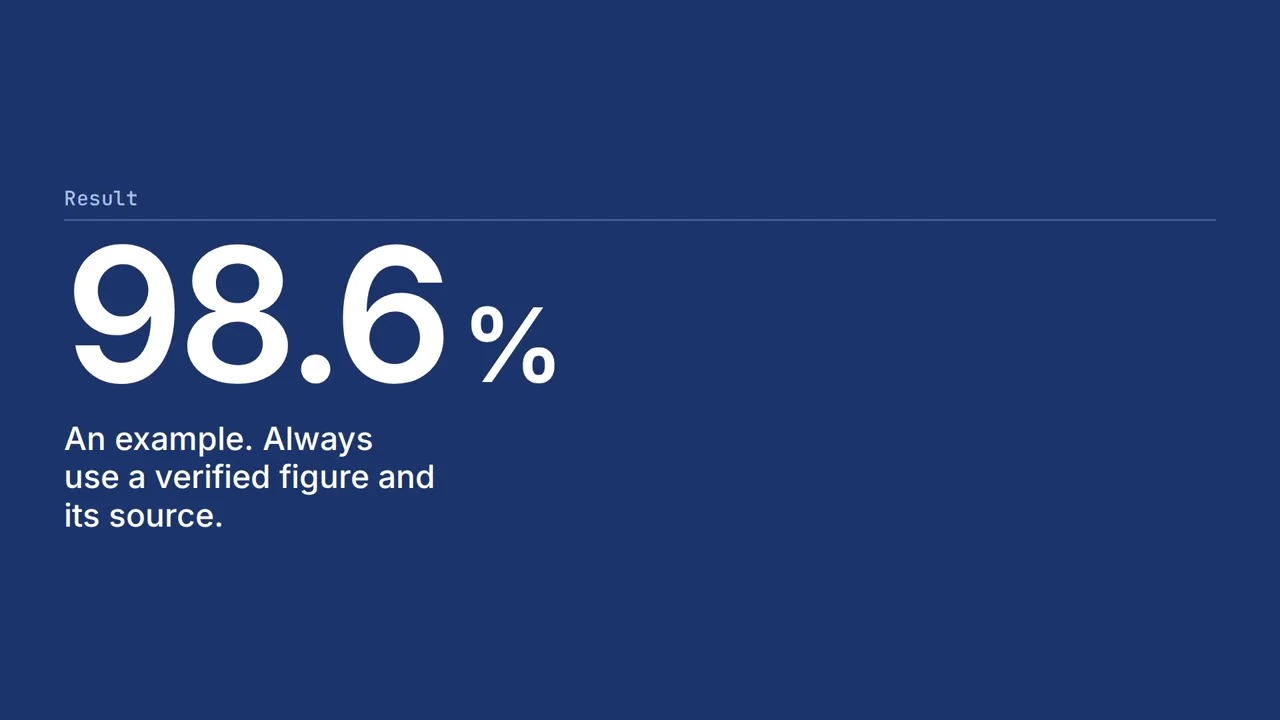 Result
98.6 %
An example. Always
use a verified figure and
its source.